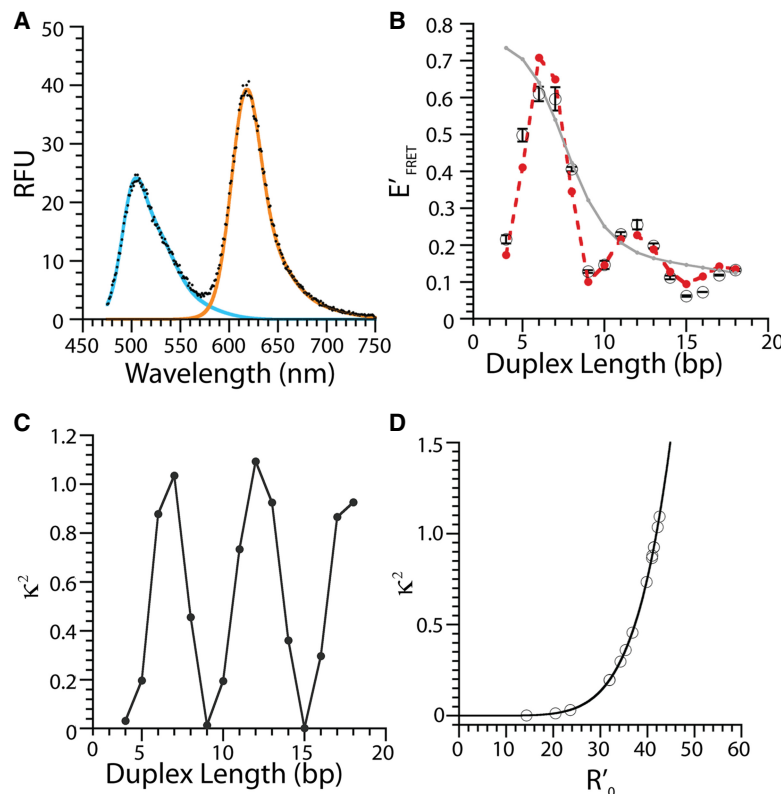 A
50
40
30
20
10
0
RFU
450 500 550 600 650 700 750
Wavelength (nm)
B
0.8
0.7
0.6
0.5
0.4
0.3
0.2
0.1
0
E′FRET
0 5 10 15 20
Duplex Length (bp)
C
1.2
1.0
0.8
0.6
0.4
0.2
0
κ²
0 5 10 15 20
Duplex Length (bp)
D
1.5
1.0
0.5
0
κ²
0 10 20 30 40 50 60
R′₀